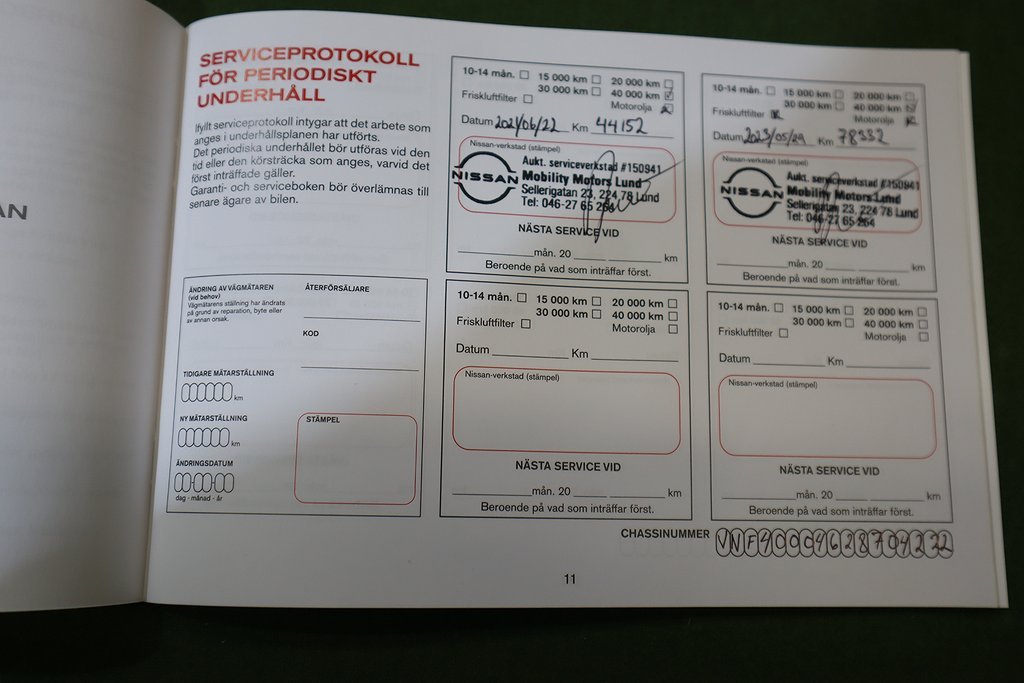 AN
SERVICEPROTOKOLL
FÖR PERIODISKT
UNDERHÅLL
Ifyllt serviceprotokoll intygar att det arbete som
anges i underhållsplanen har utförts.
Det periodiska underhållet bör utföras vid den
tid eller den körsträcka som anges, varvid det
först inträffade gäller.
Garanti- och serviceboken bör överlämnas till
senare ägare av bilen.
ÄNDRING AV VÄGMÄTAREN
(vid behov)
Vägmätarens ställning har ändrats
på grund av reparation, byte eller
av annan orsak.
ÅTERFÖRSÄLJARE
KOD
TIDIGARE MÄTARSTÄLLNING
km
NY MÄTARSTÄLLNING
km
ÄNDRINGSDATUM
dag - månad - år
STÄMPEL
10-14 mån. 15 000 km 20 000 km
30 000 km 40 000 km
Friskluftfilter Motorolja
Datum 2021/06/22 Km 44152
Nissan-verkstad (stämpel)
NISSAN
Aukt. serviceverkstad #150941
Mobility Motors Lund
Sellerigatan 23, 224 78 Lund
Tel: 046-27 65 264
NÄSTA SERVICE VID
mån. 20 km
Beroende på vad som inträffar först.
10-14 mån. 15 000 km 20 000 km
30 000 km 40 000 km
Friskluftfilter Motorolja
Datum 2023/05/29 Km 78332
Nissan-verkstad (stämpel)
NISSAN
Aukt. serviceverkstad #150941
Mobility Motors Lund
Sellerigatan 23, 224 78 Lund
Tel: 046-27 65 264
NÄSTA SERVICE VID
mån. 20 km
Beroende på vad som inträffar först.
10-14 mån. 15 000 km 20 000 km
30 000 km 40 000 km
Friskluftfilter Motorolja
Datum Km
Nissan-verkstad (stämpel)
NÄSTA SERVICE VID
mån. 20 km
Beroende på vad som inträffar först.
10-14 mån. 15 000 km 20 000 km
30 000 km 40 000 km
Friskluftfilter Motorolja
Datum Km
Nissan-verkstad (stämpel)
NÄSTA SERVICE VID
mån. 20 km
Beroende på vad som inträffar först.
CHASSINUMMER VNF40004628704222
11